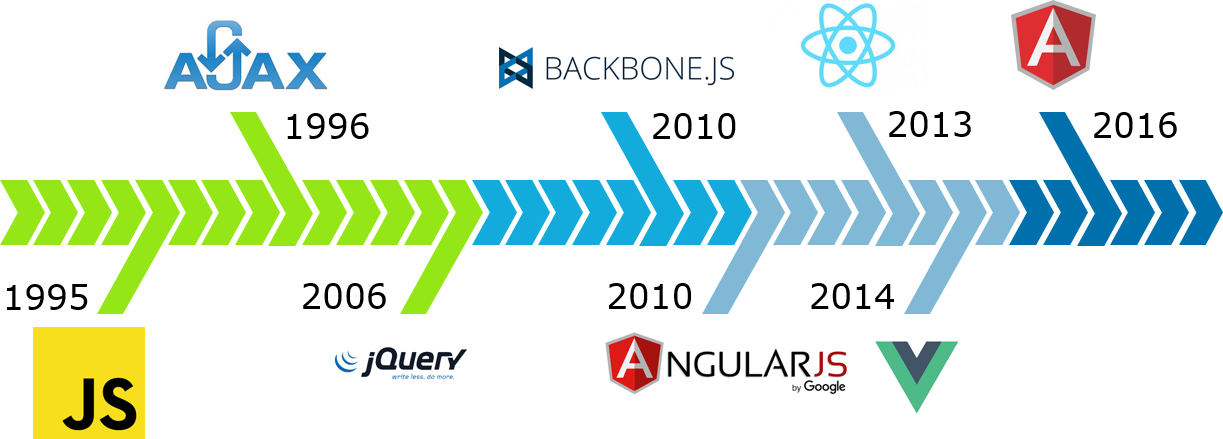 AJAX
BACKBONE.JS
A
1996
2010
2013
2016
1995
2006
2010
2014
JS
jQuery
write less, do more.
ANGULARJS
by Google